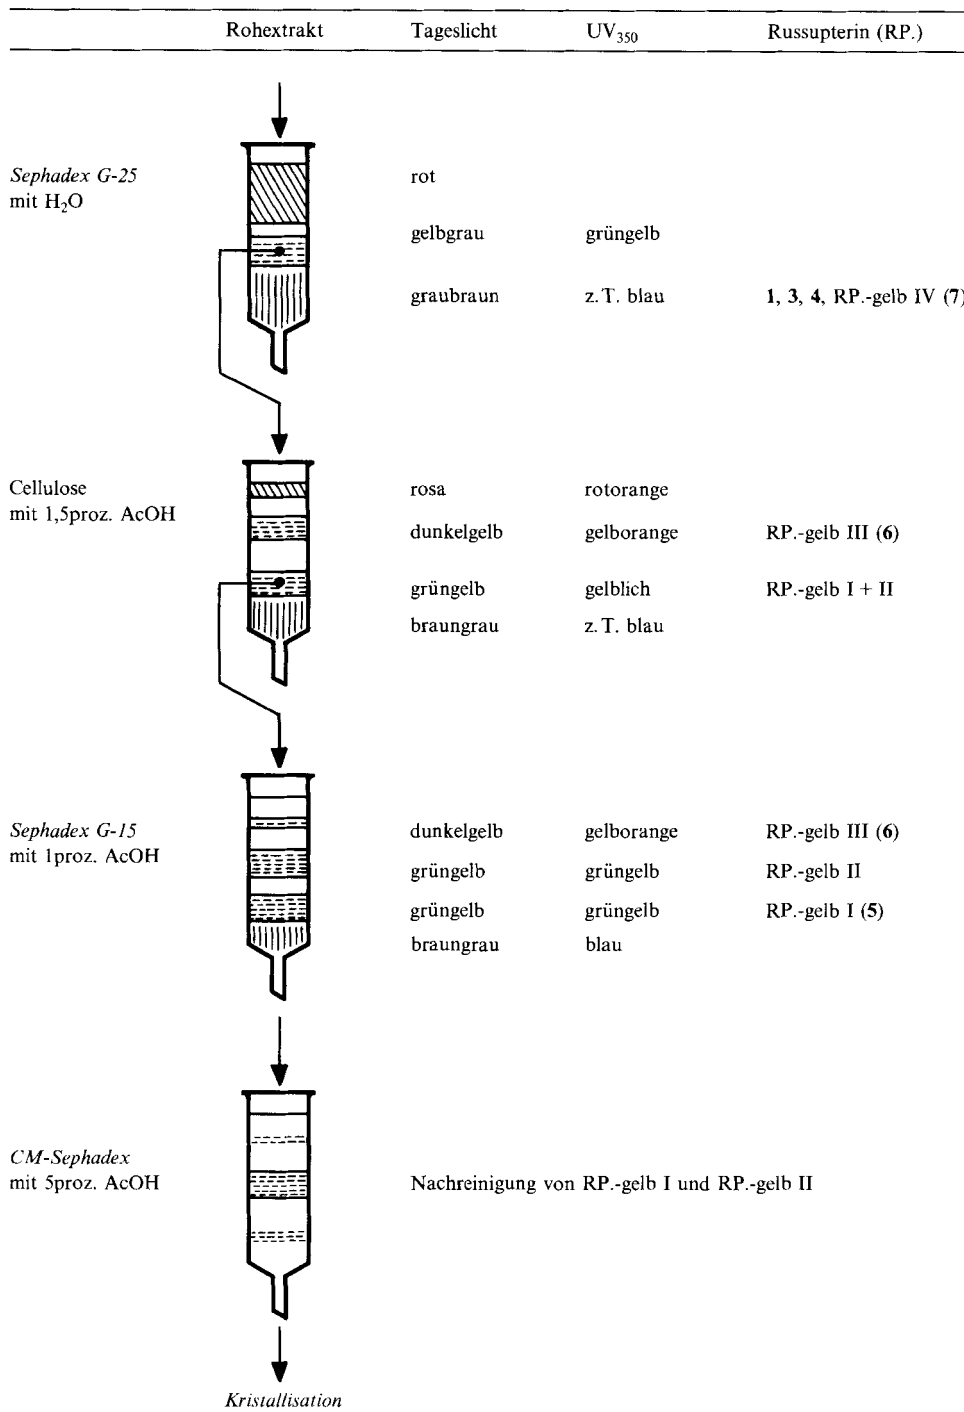 Rohextrakt Tageslicht UV350 Russupterin (RP.)
Sephadex G-25 rot
mit H2O
gelbgrau grüngelb
graubraun z.T. blau 1, 3, 4, RP.-gelb IV (7)
Cellulose rosa rotorange
mit 1,5proz. AcOH
dunkelgelb gelborange RP.-gelb III (6)
grüngelb gelblich RP.-gelb I + II
braungrau z.T. blau
Sephadex G-15 dunkelgelb gelborange RP.-gelb III (6)
mit 1proz. AcOH
grüngelb grüngelb RP.-gelb II
grüngelb grüngelb RP.-gelb I (5)
braungrau blau
CM-Sephadex
mit 5proz. AcOH Nachreinigung von RP.-gelb I und RP.-gelb II
Kristallisation